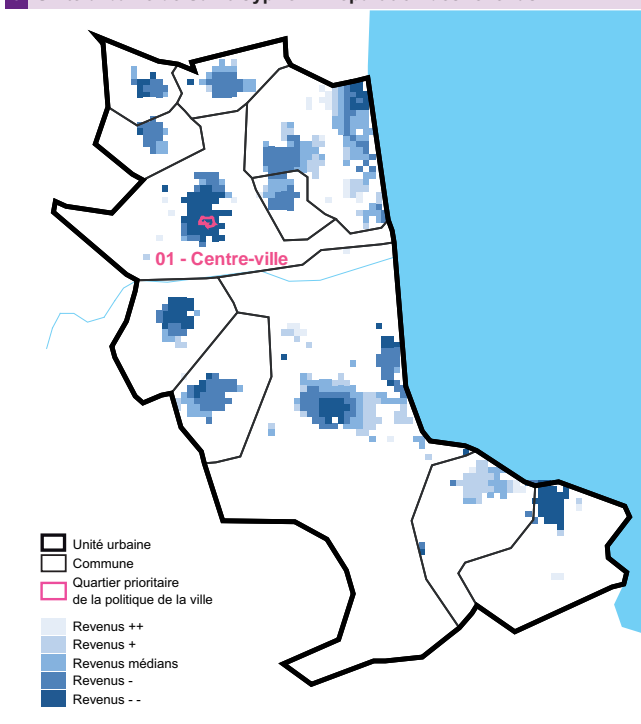 01 - Centre-ville
Unité urbaine
Commune
Quartier prioritaire
de la politique de la ville
Revenus ++
Revenus +
Revenus médians
Revenus -
Revenus - -